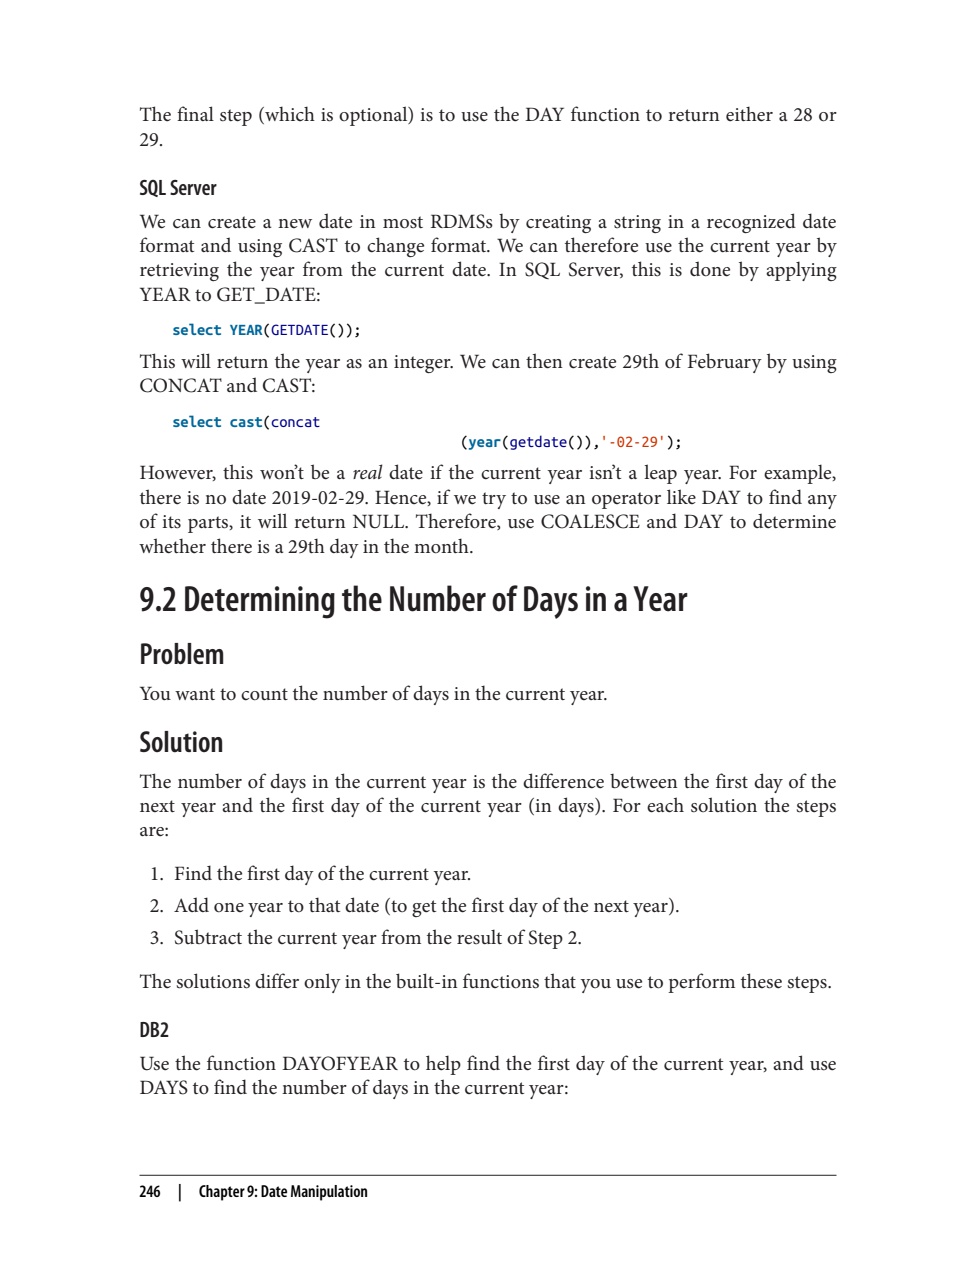 The final step (which is optional) is to use the DAY function to return either a 28 or
29.
SQL Server
We can create a new date in most RDMSs by creating a string in a recognized date
format and using CAST to change format. We can therefore use the current year by
retrieving the year from the current date. In SQL Server, this is done by applying
YEAR to GET_DATE:
select YEAR(GETDATE());
This will return the year as an integer. We can then create 29th of February by using
CONCAT and CAST:
select cast(concat
(year(getdate()),'-02-29');
However, this won’t be a real date if the current year isn’t a leap year. For example,
there is no date 2019-02-29. Hence, if we try to use an operator like DAY to find any
of its parts, it will return NULL. Therefore, use COALESCE and DAY to determine
whether there is a 29th day in the month.
9.2 Determining the Number of Days in a Year
Problem
You want to count the number of days in the current year.
Solution
The number of days in the current year is the difference between the first day of the
next year and the first day of the current year (in days). For each solution the steps
are:
1. Find the first day of the current year.
2. Add one year to that date (to get the first day of the next year).
3. Subtract the current year from the result of Step 2.
The solutions differ only in the built-in functions that you use to perform these steps.
DB2
Use the function DAYOFYEAR to help find the first day of the current year, and use
DAYS to find the number of days in the current year:
246 | Chapter 9: Date Manipulation